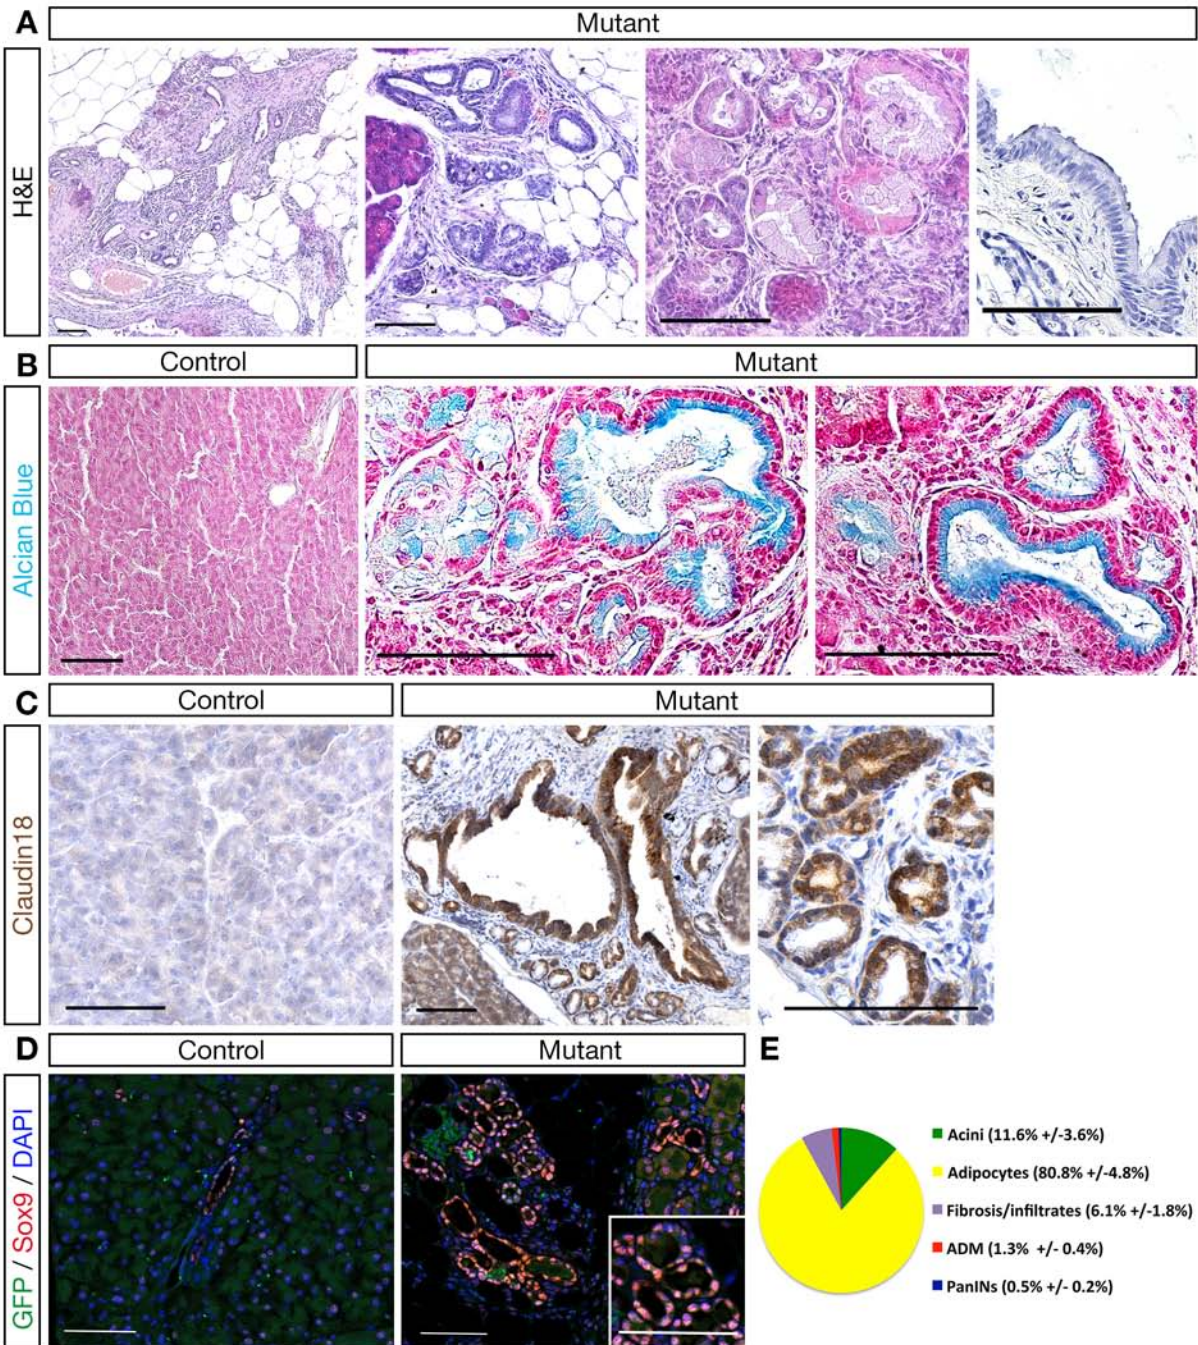 A
Mutant
H&E
B
Control
Mutant
Alcian Blue
C
Control
Mutant
Claudin18
D
Control
Mutant
GFP / Sox9 / DAPI
E
Acini (11.6% +/-3.6%)
Adipocytes (80.8% +/-4.8%)
Fibrosis/infiltrates (6.1% +/-1.8%)
ADM (1.3% +/- 0.4%)
PanINs (0.5% +/- 0.2%)